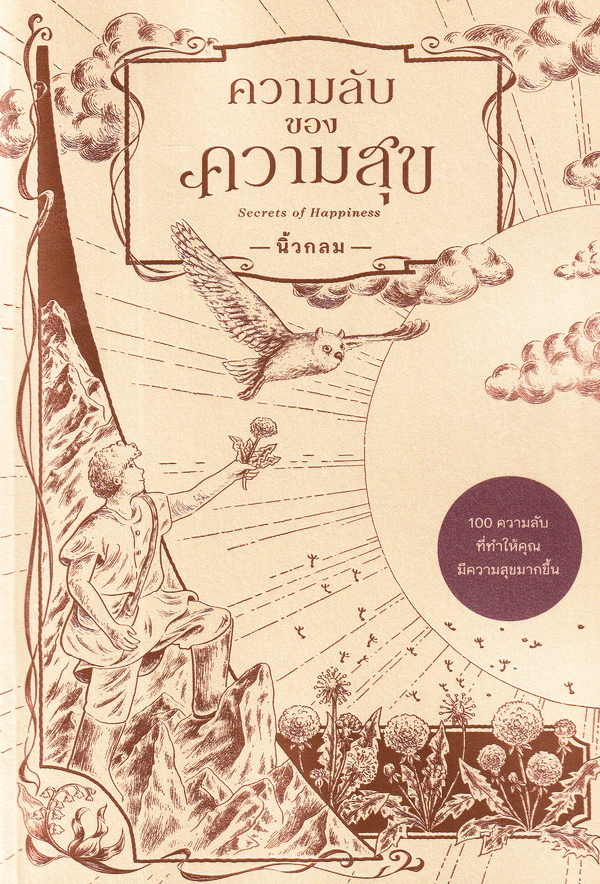 ความลับ
ของ
ความสุข
Secrets of Happiness
นิ้วกลม
100 ความลับ
ที่ทำให้คุณ
มีความสุขมากขึ้น